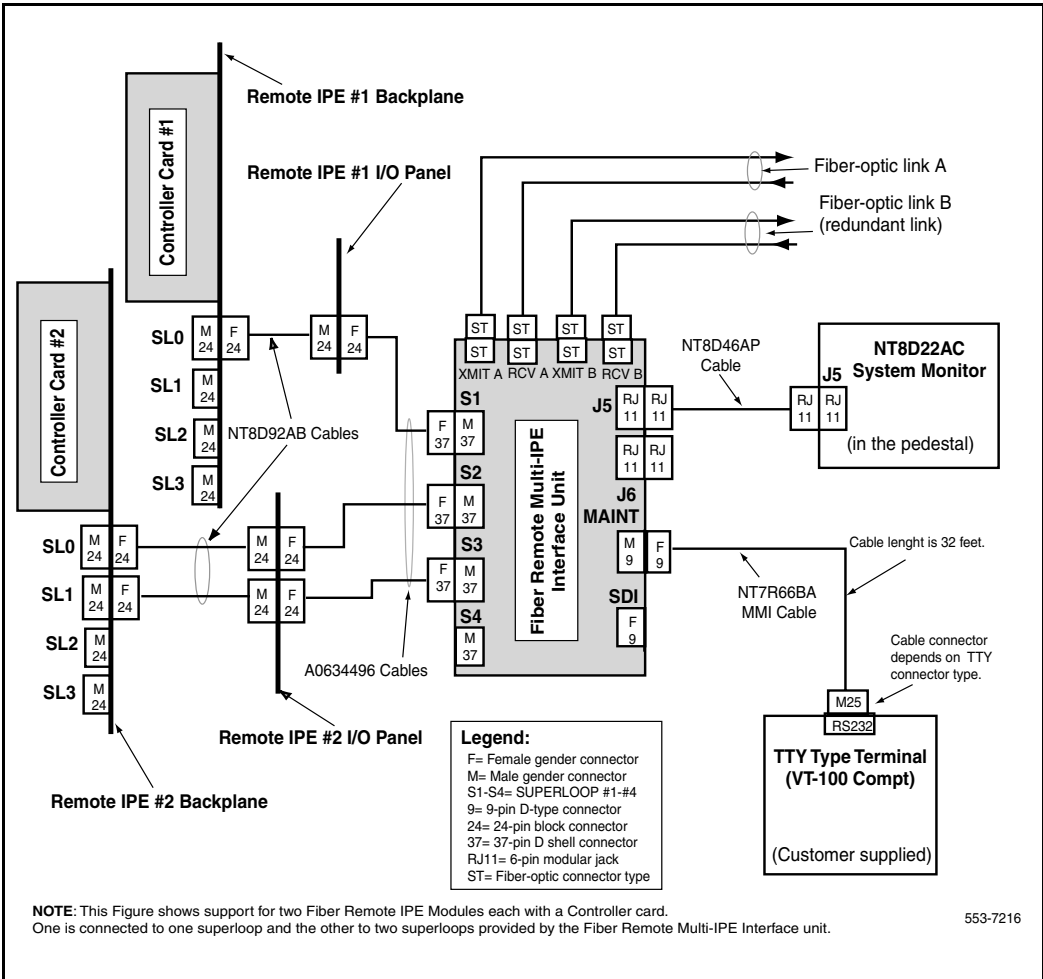 Remote IPE #1 Backplane
Controller Card #1
Remote IPE #1 I/O Panel
Fiber-optic link A
Fiber-optic link B
(redundant link)
Controller Card #2
SL0
M
24
F
24
M
24
F
24
SL1
M
24
SL2
M
24
SL3
M
24
NT8D92AB Cables
ST
ST
ST
ST
ST
ST
ST
ST
XMIT A
RCV A
XMIT B
RCV B
NT8D46AP
Cable
NT8D22AC
System Monitor
J5
RJ
11
RJ
11
(in the pedestal)
S1
F
37
M
37
S2
F
37
M
37
S3
F
37
M
37
S4
M
37
Fiber Remote Multi-IPE
Interface Unit
J5
RJ
11
RJ
11
RJ
11
RJ
11
J6
MAINT
M
9
F
9
SDI
F
9
SL0
M
24
F
24
M
24
F
24
SL1
M
24
F
24
M
24
F
24
SL2
M
24
SL3
M
24
A0634496 Cables
Cable lenght is 32 feet.
NT7R66BA
MMI Cable
Cable connector
depends on TTY
connector type.
M25
RS232
TTY Type Terminal
(VT-100 Compt)
(Customer supplied)
Remote IPE #2 I/O Panel
Remote IPE #2 Backplane
Legend:
F= Female gender connector
M= Male gender connector
S1-S4= SUPERLOOP #1-#4
9= 9-pin D-type connector
24= 24-pin block connector
37= 37-pin D shell connector
RJ11= 6-pin modular jack
ST= Fiber-optic connector type
NOTE: This Figure shows support for two Fiber Remote IPE Modules each with a Controller card.
One is connected to one superloop and the other to two superloops provided by the Fiber Remote Multi-IPE Interface unit.
553-7216